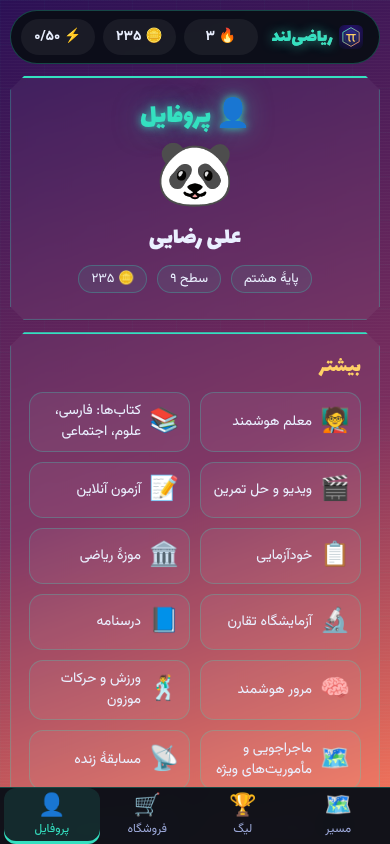 ریاضی‌لند
۳
۲۳۵
۰/۵۰
پروفایل
علی رضایی
پایهٔ هشتم
سطح ۹
۲۳۵
بیشتر
معلم هوشمند
کتاب‌ها: فارسی،
علوم، اجتماعی
ویدیو و حل تمرین
آزمون آنلاین
خودآزمایی
موزهٔ ریاضی
آزمایشگاه تقارن
درسنامه
مرور هوشمند
ورزش و حرکات
موزون
ماجراجویی و
مأموریت‌های ویژه
مسابقهٔ زنده
مسیر
لیگ
فروشگاه
پروفایل